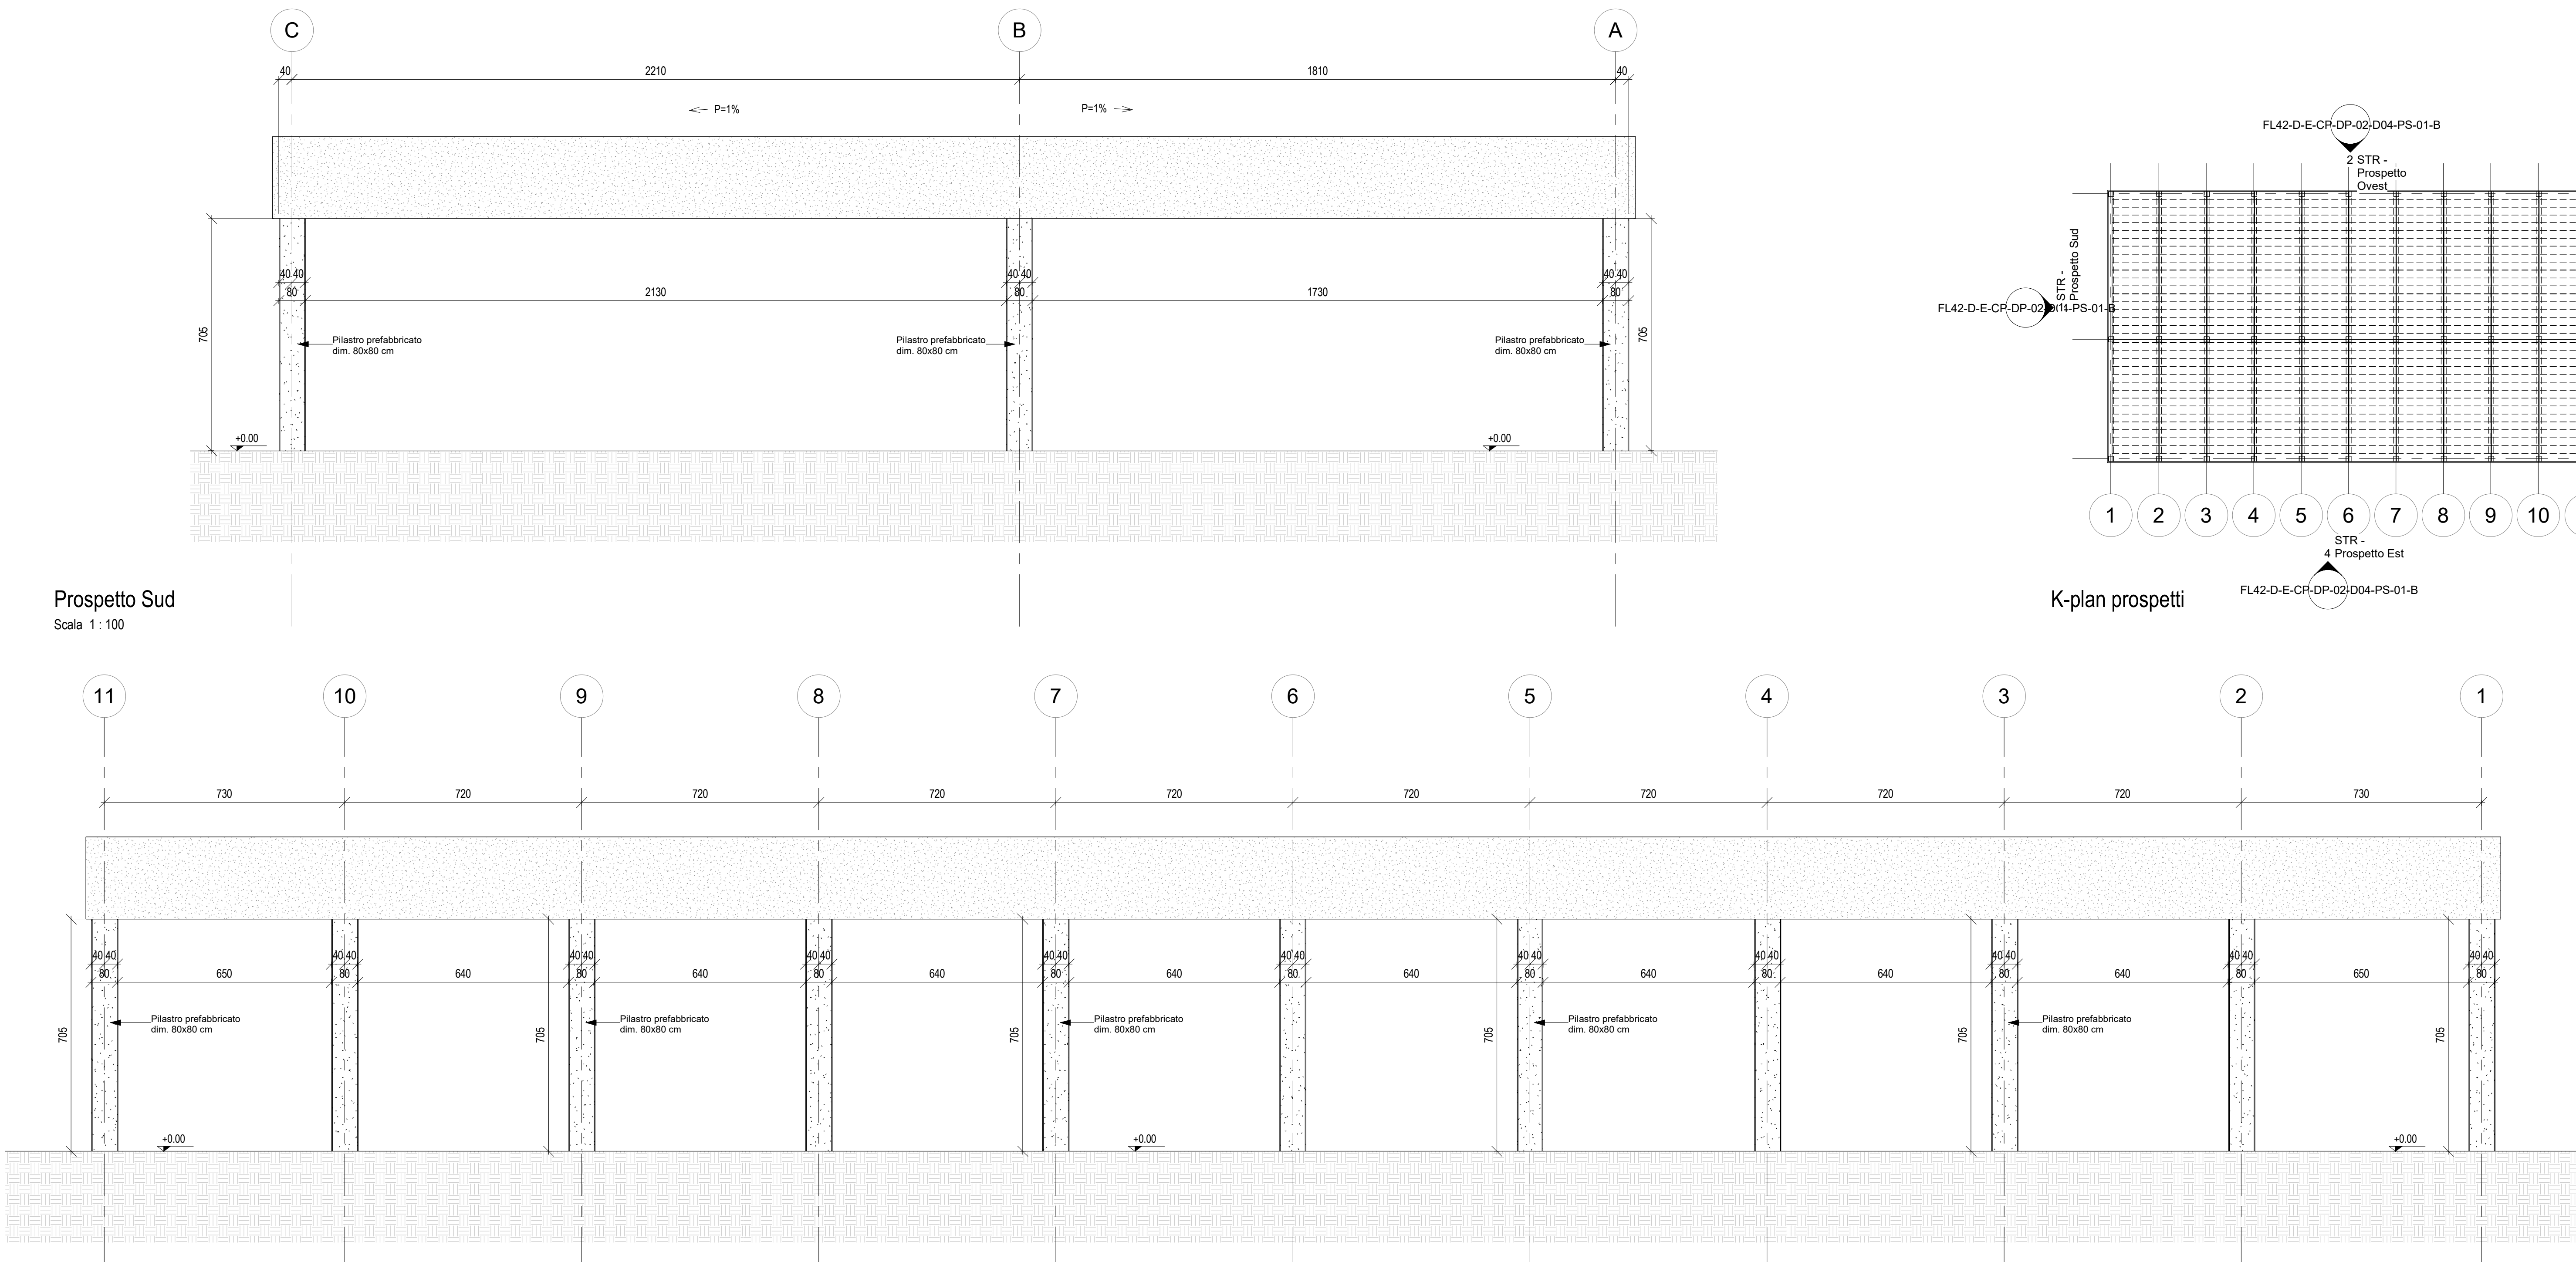 C
B
A
40
2210
1810
40
P=1%
P=1%
40 40
80
2130
40 40
80
1730
40 40
80
705
705
Pilastro prefabbricato
dim. 80x80 cm
Pilastro prefabbricato
dim. 80x80 cm
Pilastro prefabbricato
dim. 80x80 cm
+0.00
+0.00
Prospetto Sud
Scala 1 : 100
FL42-D-E-CP-DP-02-D04-PS-01-B
2 STR -
Prospetto
Ovest
STR -
Prospetto Sud
1 2 3 4 5 6 7 8 9 10
STR -
4 Prospetto Est
FL42-D-E-CP-DP-02-D04-PS-01-B
K-plan prospetti
11 10 9 8 7 6 5 4 3 2 1
730 720 720 720 720 720 720 720 720 730
40 40 40 40 40 40 40 40 40 40 40 40 40 40 40 40 40 40 40 40 40 40
80 650 80 640 80 640 80 640 80 640 80 640 80 640 80 640 80 640 80 650 80
Pilastro prefabbricato
dim. 80x80 cm
Pilastro prefabbricato
dim. 80x80 cm
Pilastro prefabbricato
dim. 80x80 cm
Pilastro prefabbricato
dim. 80x80 cm
Pilastro prefabbricato
dim. 80x80 cm
705 705 705 705 705 705
+0.00
+0.00
+0.00